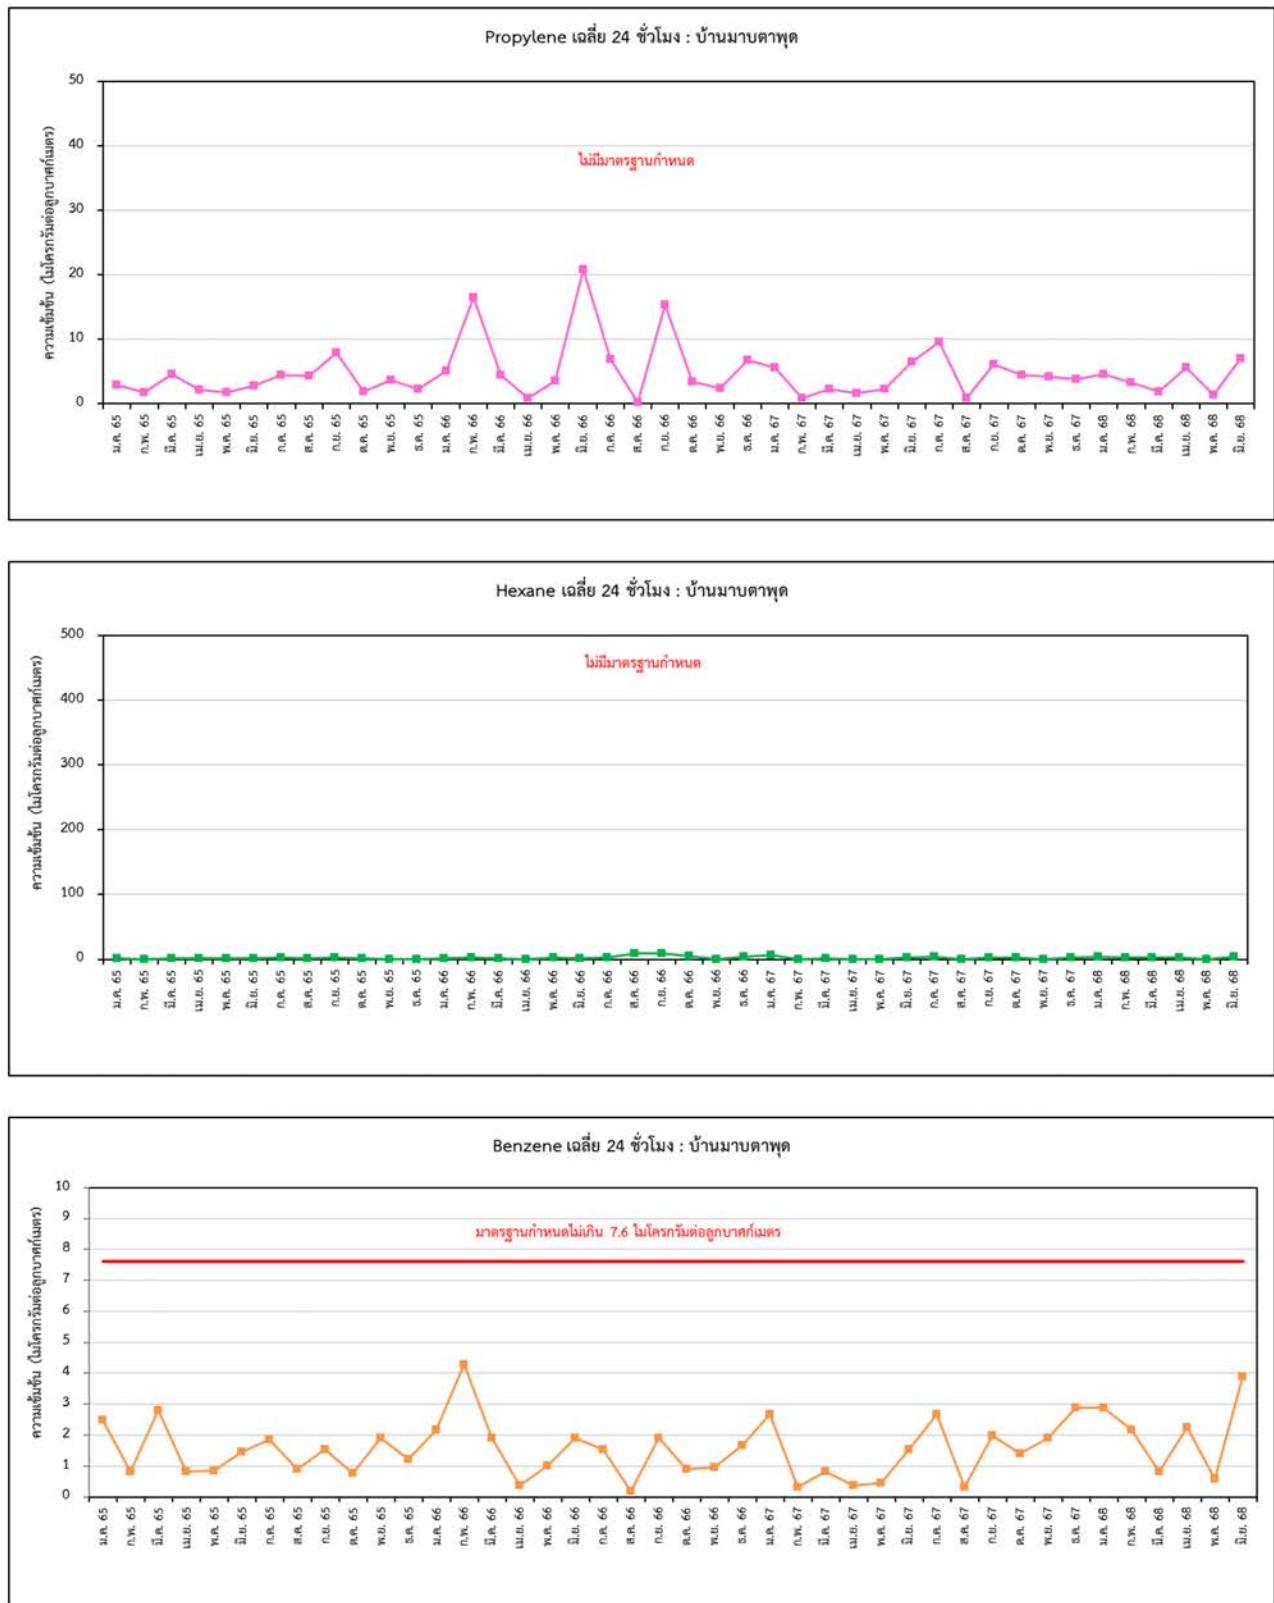 Propylene เฉลี่ย 24 ชั่วโมง : บ้านมาบตาพุด
ความเข้มข้น (ไมโครกรัมต่อลูกบาศก์เมตร)
50
40
30
20
10
0
ไม่มีมาตรฐานกำหนด
ม.ค. 65 ก.พ. 65 มี.ค. 65 เม.ย. 65 พ.ค. 65 มิ.ย. 65 ก.ค. 65 ส.ค. 65 ก.ย. 65 ต.ค. 65 พ.ย. 65 ธ.ค. 65 ม.ค. 66 ก.พ. 66 มี.ค. 66 เม.ย. 66 พ.ค. 66 มิ.ย. 66 ก.ค. 66 ส.ค. 66 ก.ย. 66 ต.ค. 66 พ.ย. 66 ธ.ค. 66 ม.ค. 67 ก.พ. 67 มี.ค. 67 เม.ย. 67 พ.ค. 67 มิ.ย. 67 ก.ค. 67 ส.ค. 67 ก.ย. 67 ต.ค. 67 พ.ย. 67 ธ.ค. 67 ม.ค. 68 ก.พ. 68 มี.ค. 68 เม.ย. 68 พ.ค. 68 มิ.ย. 68
Hexane เฉลี่ย 24 ชั่วโมง : บ้านมาบตาพุด
ความเข้มข้น (ไมโครกรัมต่อลูกบาศก์เมตร)
500
400
300
200
100
0
ไม่มีมาตรฐานกำหนด
ม.ค. 65 ก.พ. 65 มี.ค. 65 เม.ย. 65 พ.ค. 65 มิ.ย. 65 ก.ค. 65 ส.ค. 65 ก.ย. 65 ต.ค. 65 พ.ย. 65 ธ.ค. 65 ม.ค. 66 ก.พ. 66 มี.ค. 66 เม.ย. 66 พ.ค. 66 มิ.ย. 66 ก.ค. 66 ส.ค. 66 ก.ย. 66 ต.ค. 66 พ.ย. 66 ธ.ค. 66 ม.ค. 67 ก.พ. 67 มี.ค. 67 เม.ย. 67 พ.ค. 67 มิ.ย. 67 ก.ค. 67 ส.ค. 67 ก.ย. 67 ต.ค. 67 พ.ย. 67 ธ.ค. 67 ม.ค. 68 ก.พ. 68 มี.ค. 68 เม.ย. 68 พ.ค. 68 มิ.ย. 68
Benzene เฉลี่ย 24 ชั่วโมง : บ้านมาบตาพุด
ความเข้มข้น (ไมโครกรัมต่อลูกบาศก์เมตร)
10
9
8
7
6
5
4
3
2
1
0
มาตรฐานกำหนดไม่เกิน 7.6 ไมโครกรัมต่อลูกบาศก์เมตร
ม.ค. 65 ก.พ. 65 มี.ค. 65 เม.ย. 65 พ.ค. 65 มิ.ย. 65 ก.ค. 65 ส.ค. 65 ก.ย. 65 ต.ค. 65 พ.ย. 65 ธ.ค. 65 ม.ค. 66 ก.พ. 66 มี.ค. 66 เม.ย. 66 พ.ค. 66 มิ.ย. 66 ก.ค. 66 ส.ค. 66 ก.ย. 66 ต.ค. 66 พ.ย. 66 ธ.ค. 66 ม.ค. 67 ก.พ. 67 มี.ค. 67 เม.ย. 67 พ.ค. 67 มิ.ย. 67 ก.ค. 67 ส.ค. 67 ก.ย. 67 ต.ค. 67 พ.ย. 67 ธ.ค. 67 ม.ค. 68 ก.พ. 68 มี.ค. 68 เม.ย. 68 พ.ค. 68 มิ.ย. 68